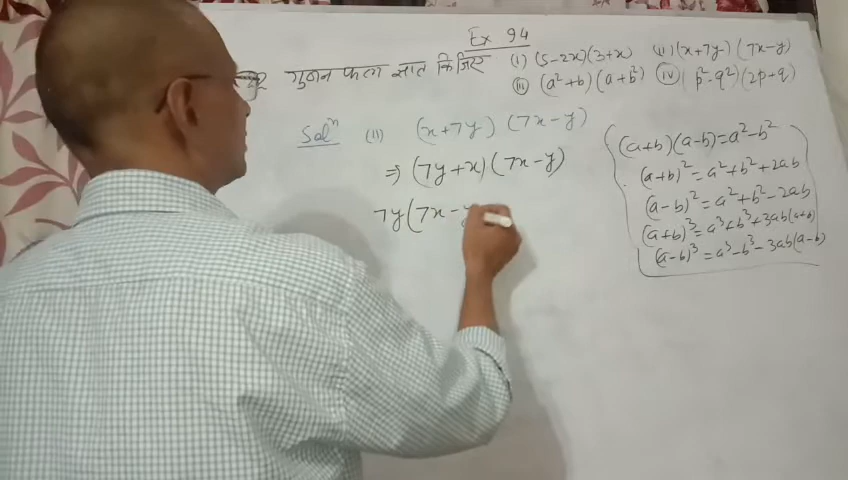 Ex 94
गुणन फल ज्ञात किजिए (i) (5-2x)(3+x) (ii) (x+7y) (7x-y)
(iii) (a²+b) (a+b²) (iv) (p²-q²)(2p+q)
Solⁿ (ii) (x+7y) (7x-y)
⇒ (7y+x)(7x-y)
7y(7x-y
(a+b)(a-b)=a²-b²
(a+b)²=a²+b²+2ab
(a-b)²=a²+b²-2ab
(a+b)³=a³+b³+3ab(a+b)
(a-b)³=a³-b³-3ab(a-b)